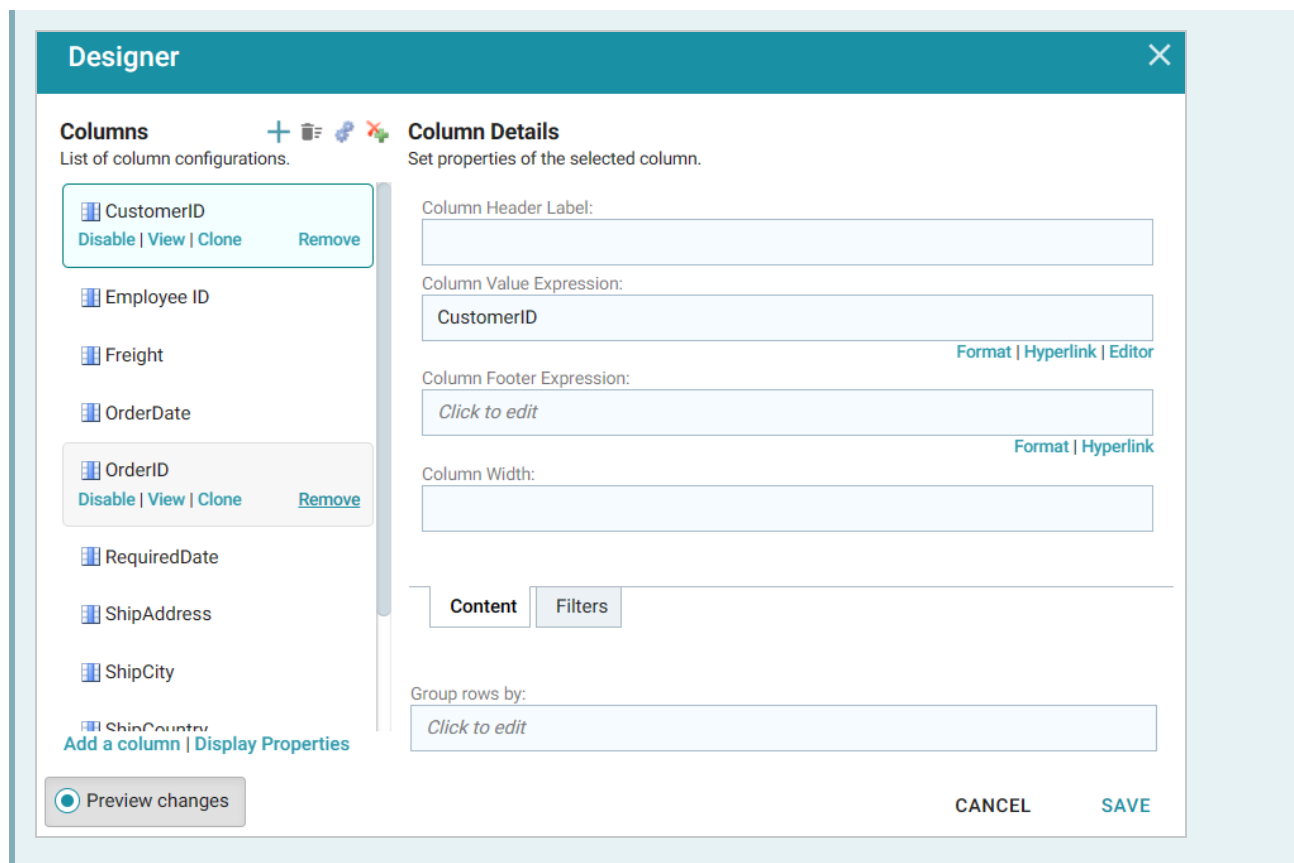 Designer
Columns
List of column configurations.
CustomerID
Disable | View | Clone Remove
Employee ID
Freight
OrderDate
OrderID
Disable | View | Clone Remove
RequiredDate
ShipAddress
ShipCity
ShipCountry
Add a column | Display Properties
Preview changes
Column Details
Set properties of the selected column.
Column Header Label:
Column Value Expression:
CustomerID
Format | Hyperlink | Editor
Column Footer Expression:
Click to edit
Format | Hyperlink
Column Width:
Content Filters
Group rows by:
Click to edit
CANCEL SAVE